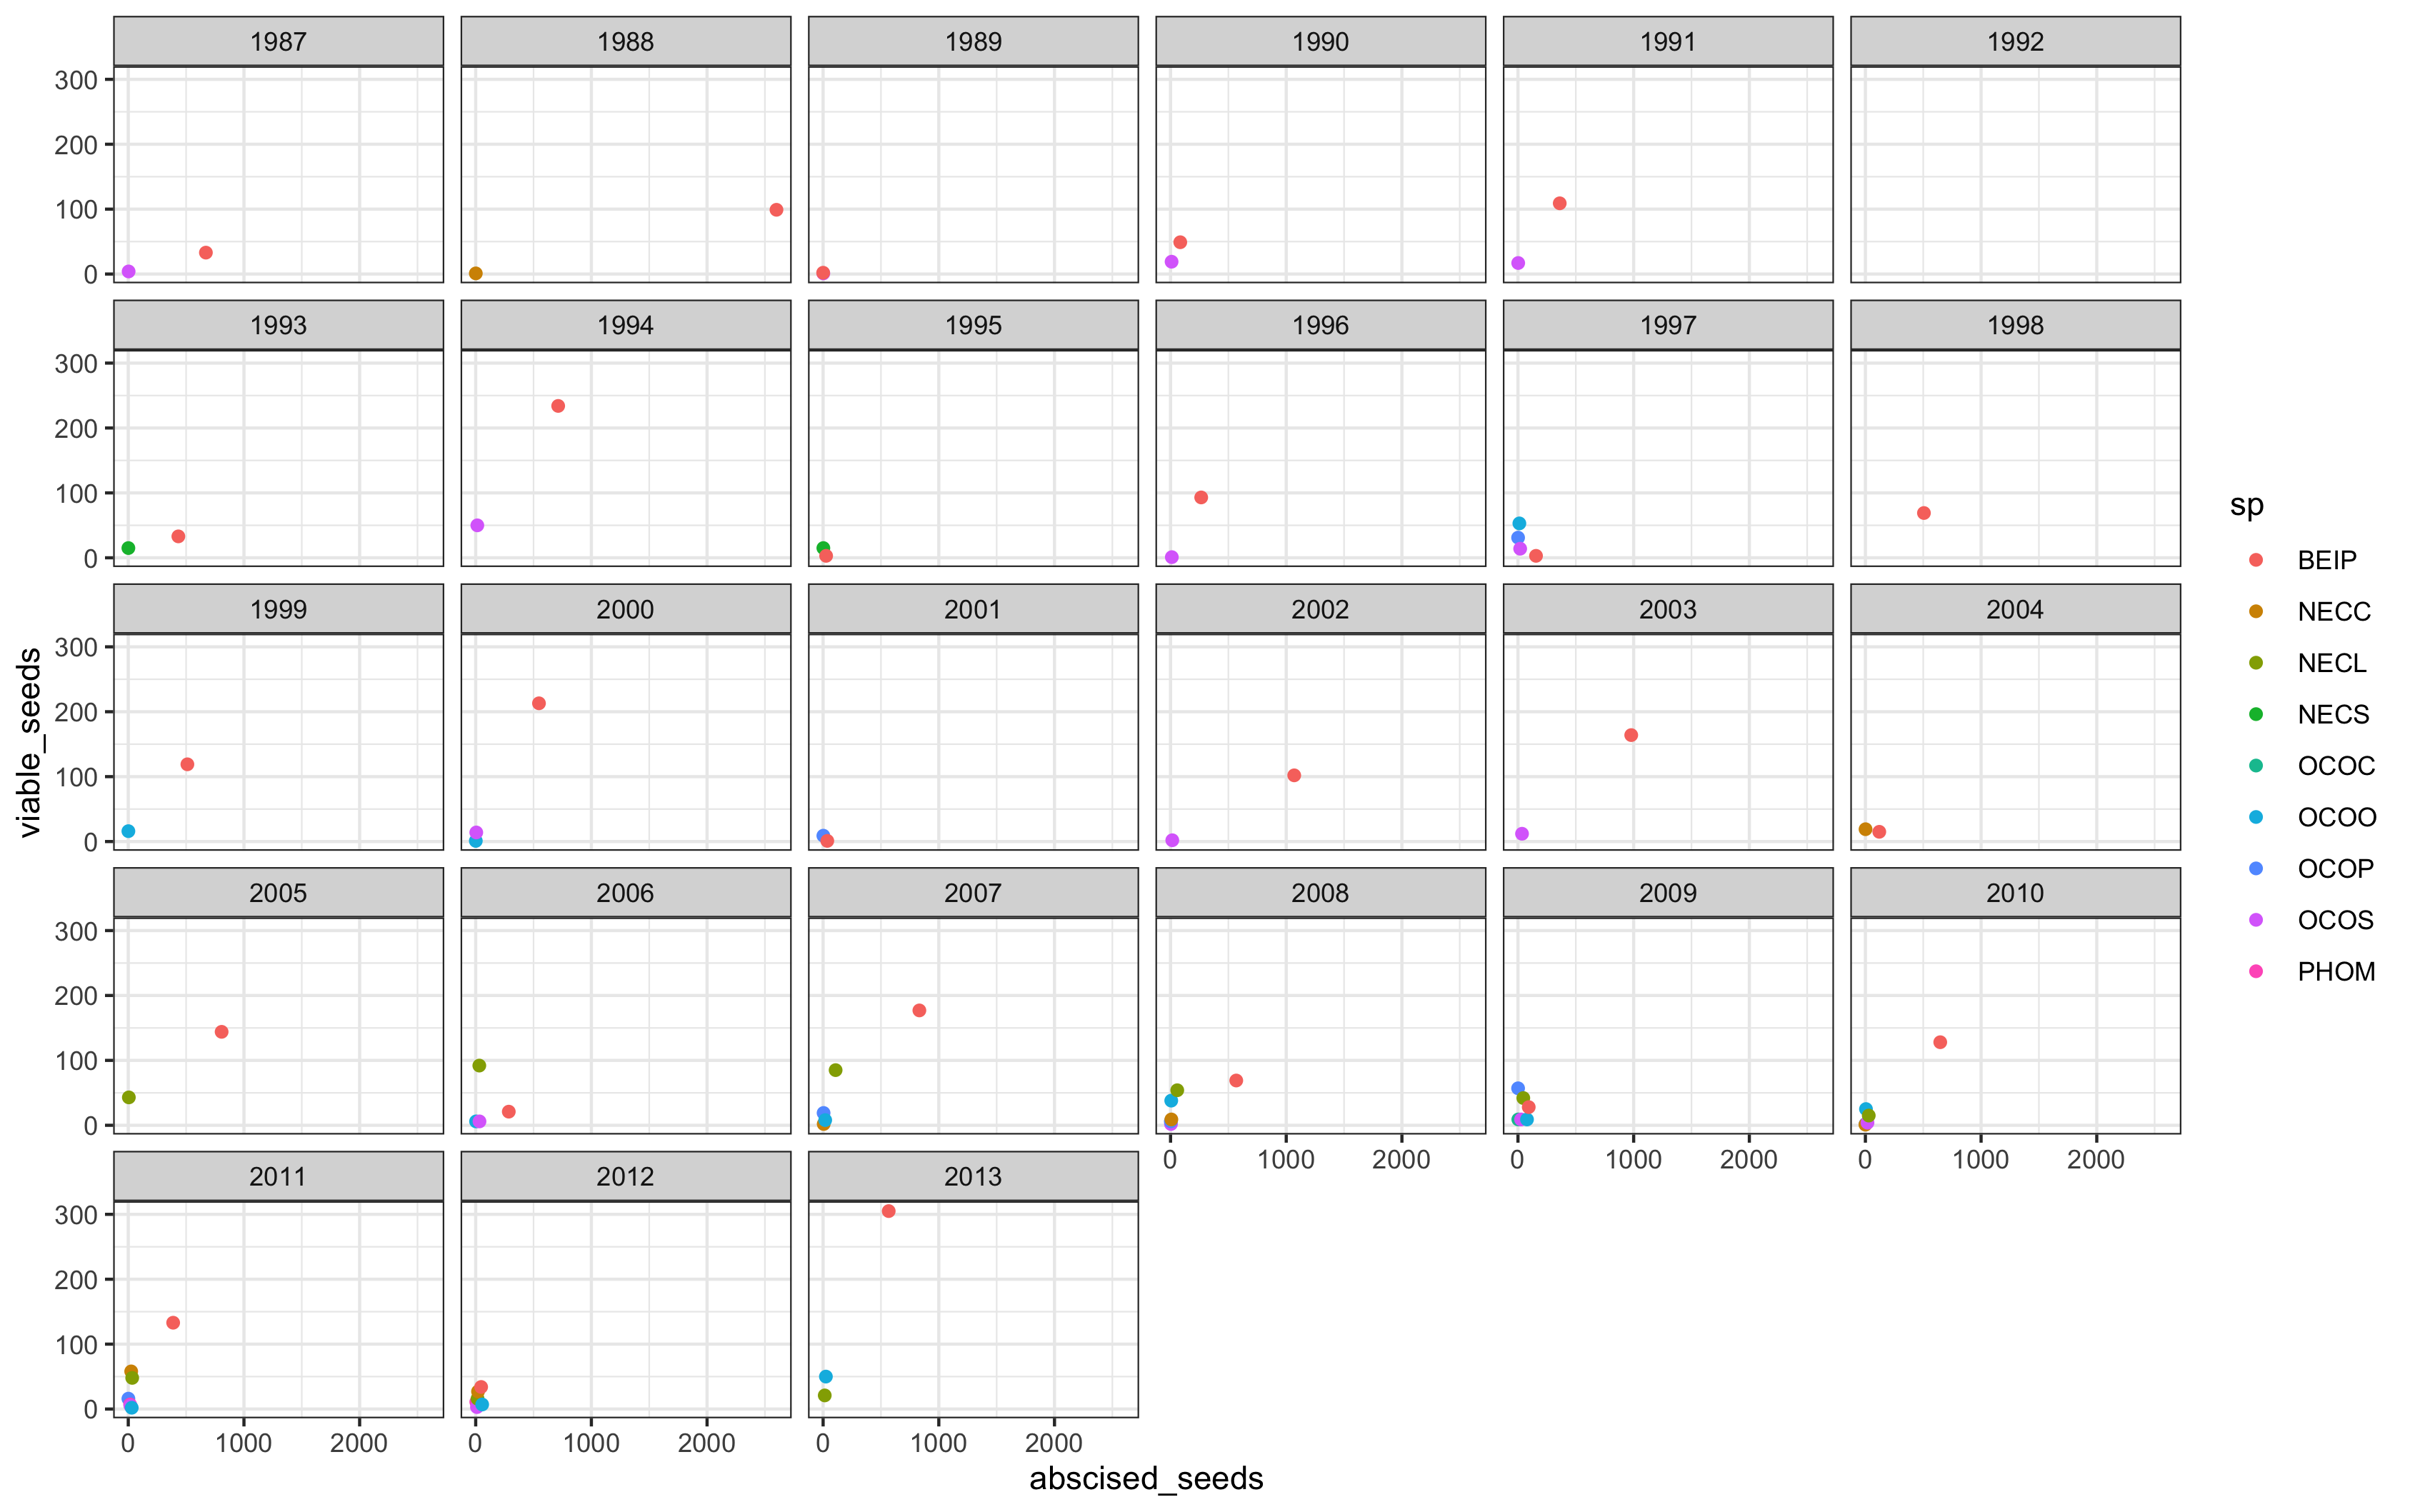 1987 1988 1989 1990 1991 1992
300
200
100
0
1993 1994 1995 1996 1997 1998
300
200
100
0
1999 2000 2001 2002 2003 2004
300
200
100
0
2005 2006 2007 2008 2009 2010
300
200
100
0
0 1000 2000 0 1000 2000 0 1000 2000
2011 2012 2013
300
200
100
0
0 1000 2000 0 1000 2000 0 1000 2000
abscised_seeds
viable_seeds
sp
BEIP
NECC
NECL
NECS
OCOC
OCOO
OCOP
OCOS
PHOM